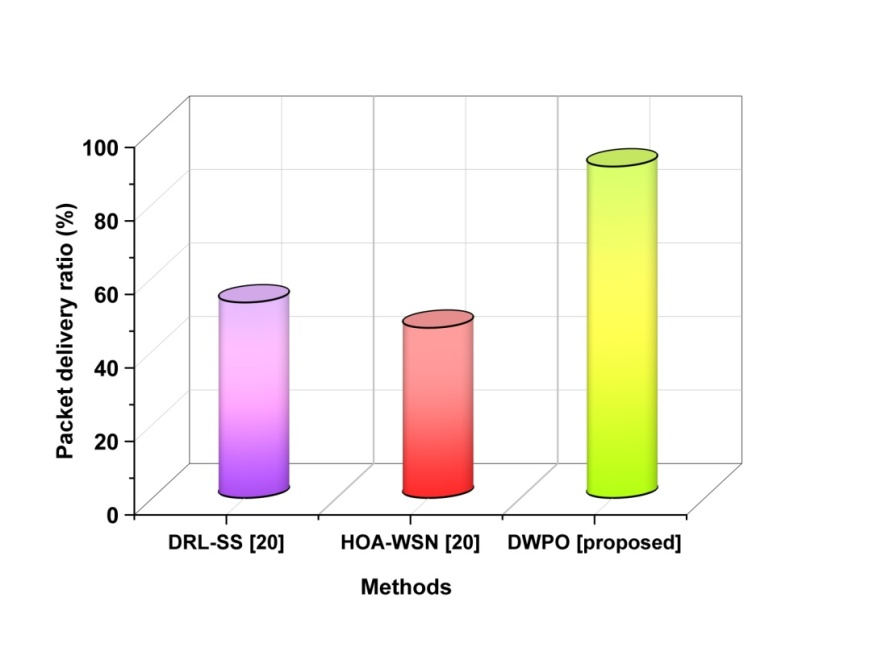 100
80
60
40
20
0
Packet delivery ratio (%)
DRL-SS [20] HOA-WSN [20] DWPO [proposed]
Methods